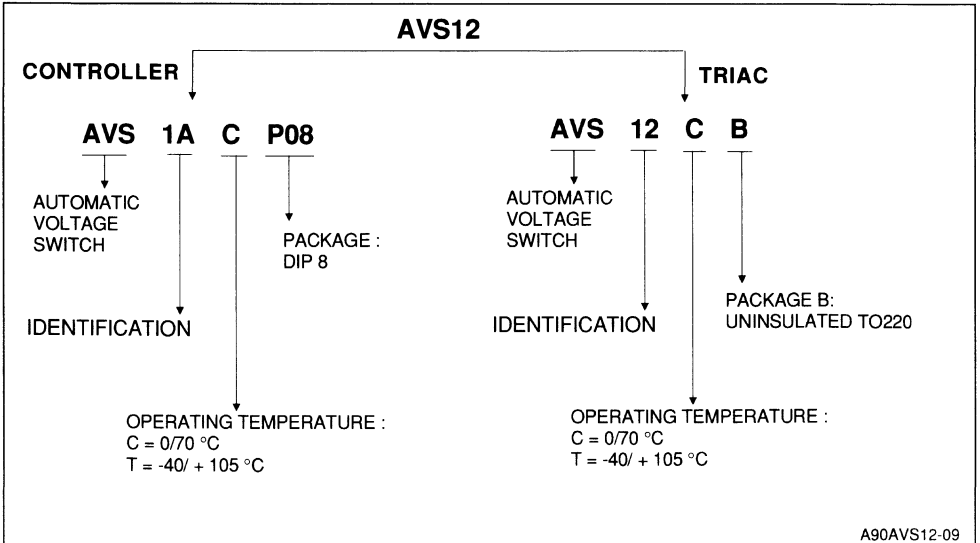 AVS12
CONTROLLER
AVS 1A C P08
AUTOMATIC
VOLTAGE
SWITCH
PACKAGE :
DIP 8
IDENTIFICATION
OPERATING TEMPERATURE :
C = 0/70 °C
T = -40/ + 105 °C
TRIAC
AVS 12 C B
AUTOMATIC
VOLTAGE
SWITCH
PACKAGE B:
UNINSULATED TO220
IDENTIFICATION
OPERATING TEMPERATURE :
C = 0/70 °C
T = -40/ + 105 °C
A90AVS12-09